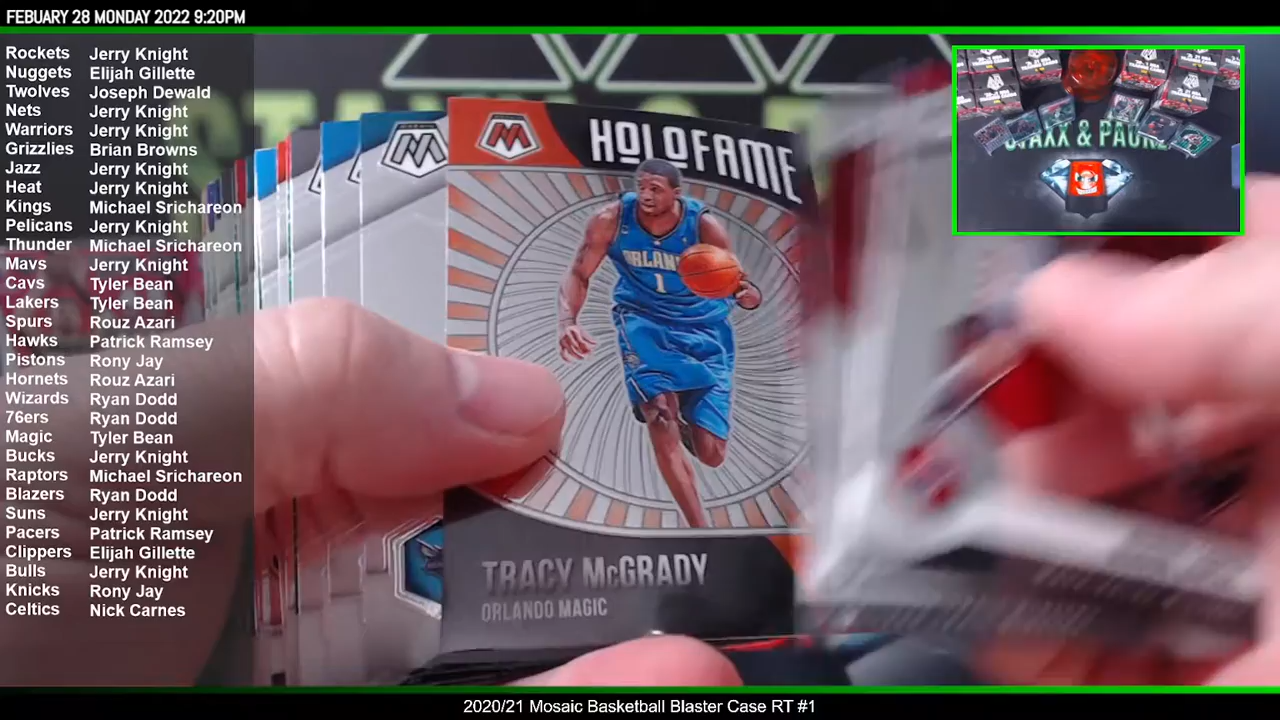 FEBUARY 28 MONDAY 2022 9:20PM
Rockets Jerry Knight
Nuggets Elijah Gillette
Twolves Joseph Dewald
Nets Jerry Knight
Warriors Jerry Knight
Grizzlies Brian Browns
Jazz Jerry Knight
Heat Jerry Knight
Kings Michael Srichareon
Pelicans Jerry Knight
Thunder Michael Srichareon
Mavs Jerry Knight
Cavs Tyler Bean
Lakers Tyler Bean
Spurs Rouz Azari
Hawks Patrick Ramsey
Pistons Rony Jay
Hornets Rouz Azari
Wizards Ryan Dodd
76ers Ryan Dodd
Magic Tyler Bean
Bucks Jerry Knight
Raptors Michael Srichareon
Blazers Ryan Dodd
Suns Jerry Knight
Pacers Patrick Ramsey
Clippers Elijah Gillette
Bulls Jerry Knight
Knicks Rony Jay
Celtics Nick Carnes
HOLOFAME
ORLAN
1
TRACY McGRADY
ORLANDO MAGIC
2020/21 Mosaic Basketball Blaster Case RT #1